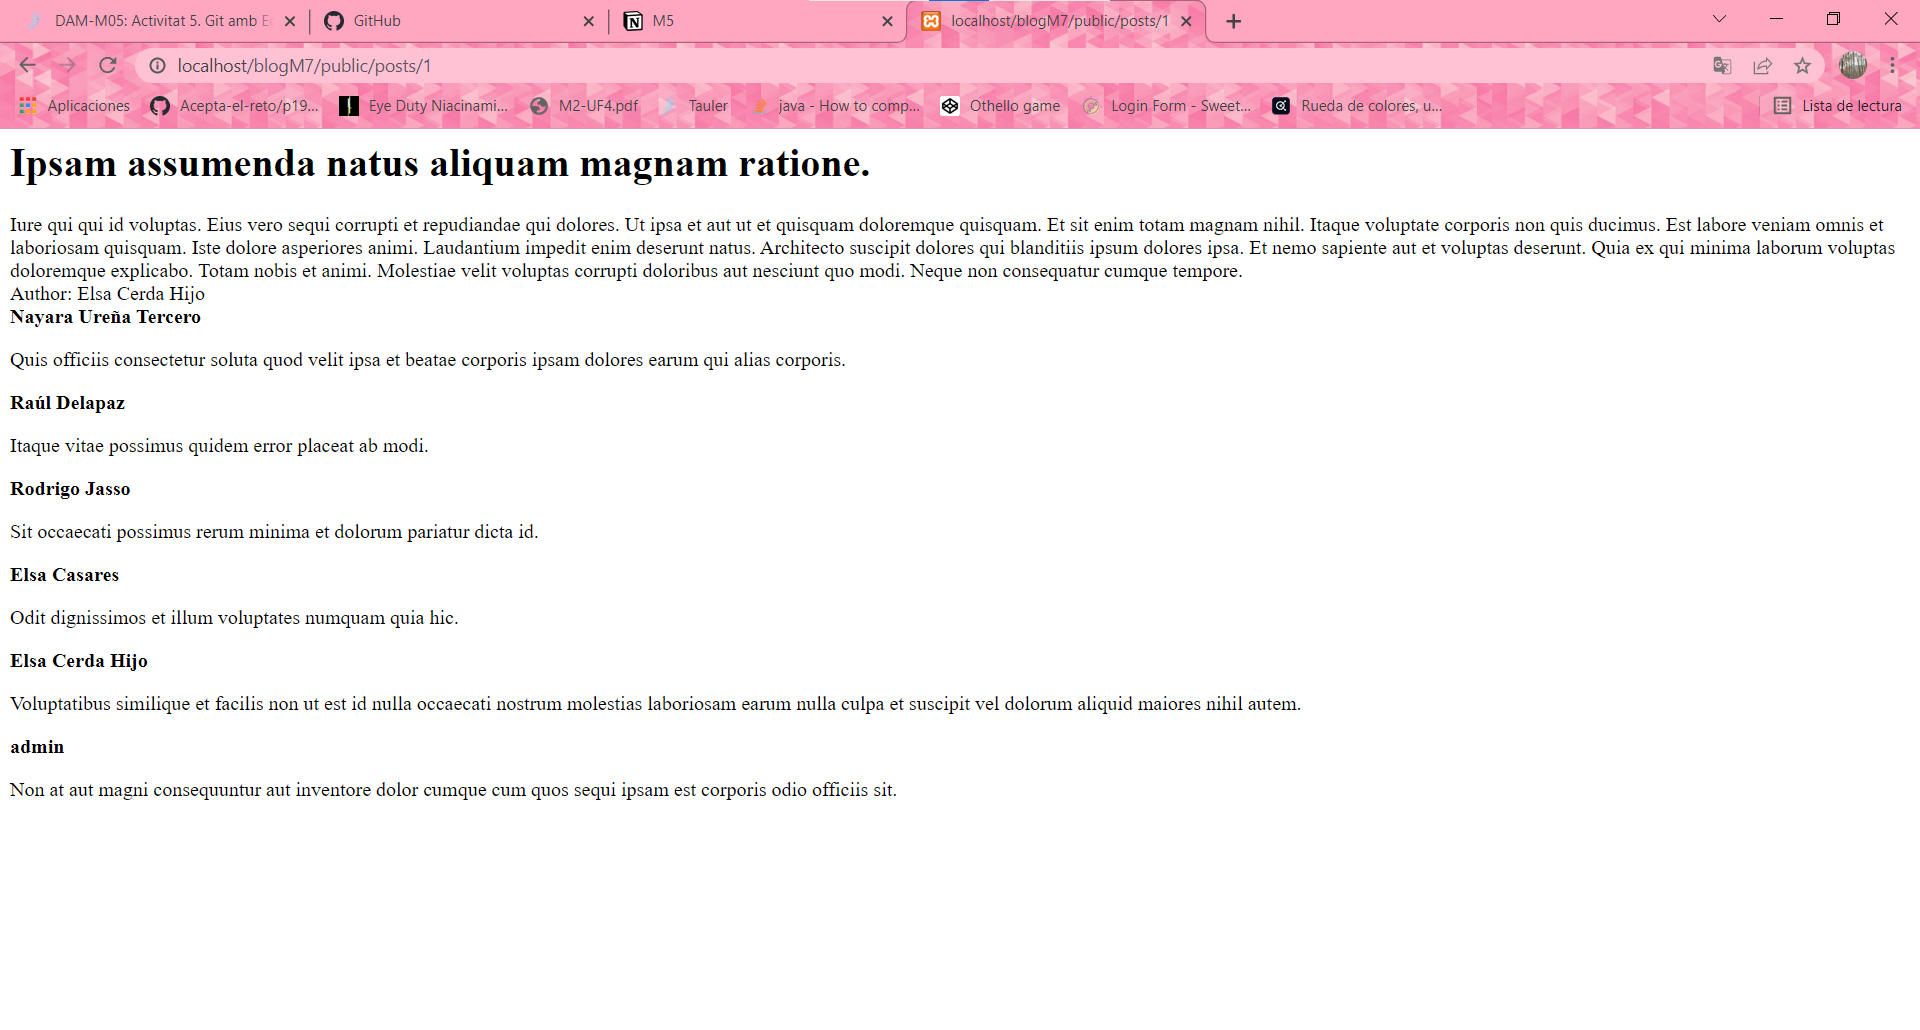 DAM-M05: Activitat 5. Git amb Ec
GitHub
M5
localhost/blogM7/public/posts/1
localhost/blogM7/public/posts/1
Aplicaciones
Acepta-el-reto/p19...
Eye Duty Niacinami...
M2-UF4.pdf
Tauler
java - How to comp...
Othello game
Login Form - Sweet...
Rueda de colores, u...
Lista de lectura
Ipsam assumenda natus aliquam magnam ratione.
Iure qui qui id voluptas. Eius vero sequi corrupti et repudiandae qui dolores. Ut ipsa et aut ut et quisquam doloremque quisquam. Et sit enim totam magnam nihil. Itaque voluptate corporis non quis ducimus. Est labore veniam omnis et
laboriosam quisquam. Iste dolore asperiores animi. Laudantium impedit enim deserunt natus. Architecto suscipit dolores qui blanditiis ipsum dolores ipsa. Et nemo sapiente aut et voluptas deserunt. Quia ex qui minima laborum voluptas
doloremque explicabo. Totam nobis et animi. Molestiae velit voluptas corrupti doloribus aut nesciunt quo modi. Neque non consequatur cumque tempore.
Author: Elsa Cerda Hijo
Nayara Ureña Tercero
Quis officiis consectetur soluta quod velit ipsa et beatae corporis ipsam dolores earum qui alias corporis.
Raúl Delapaz
Itaque vitae possimus quidem error placeat ab modi.
Rodrigo Jasso
Sit occaecati possimus rerum minima et dolorum pariatur dicta id.
Elsa Casares
Odit dignissimos et illum voluptates numquam quia hic.
Elsa Cerda Hijo
Voluptatibus similique et facilis non ut est id nulla occaecati nostrum molestias laboriosam earum nulla culpa et suscipit vel dolorum aliquid maiores nihil autem.
admin
Non at aut magni consequuntur aut inventore dolor cumque cum quos sequi ipsam est corporis odio officiis sit.